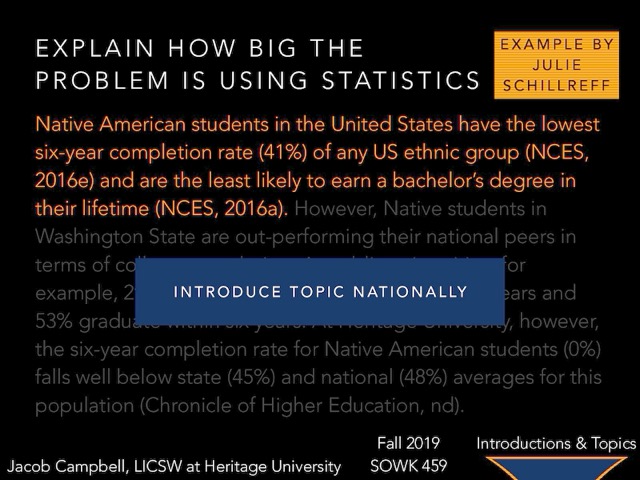 EXPLAIN HOW BIG THE
PROBLEM IS USING STATISTICS
EXAMPLE BY
JULIE
SCHILLREFF
Native American students in the United States have the lowest
six-year completion rate (41%) of any US ethnic group (NCES,
2016e) and are the least likely to earn a bachelor's degree in
their lifetime (NCES, 2016a). However, Native students in
Washington State are out-performing their national peers in
terms of for
example, and
INTRODUCE TOPIC NATIONALLY
53% graduate within six years. At Heritage University, however,
the six-year completion rate for Native American students (0%)
falls well below state (45%) and national (48%) averages for this
population (Chronicle of Higher Education, nd).
Fall 2019
Introductions & Topics
Jacob Campbell, LICSW at Heritage University
SOWK 459